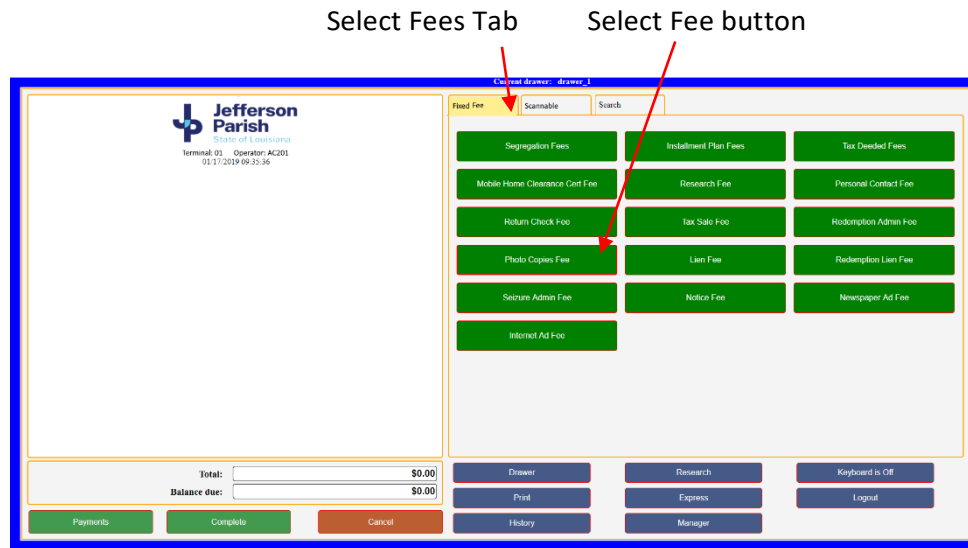 Select Fees Tab Select Fee button
Current drawer: drawer_1
Jefferson
Parish
State of Louisiana
Terminal: 01 Operator: AC201
01/17/2019 09:35:36
Fixed Fee Scannable Search
Segregation Fees Installment Plan Fees Tax Deeded Fees
Mobile Home Clearance Cert Fee Research Fee Personal Contact Fee
Return Check Fee Tax Sale Fee Redemption Admin Fee
Photo Copies Fee Lien Fee Redemption Lien Fee
Seizure Admin Fee Notice Fee Newspaper Ad Fee
Internet Ad Fee
Total: $0.00
Balance due: $0.00
Drawer Research Keyboard is Off
Print Express Logout
Payments Complete Cancel History Manager